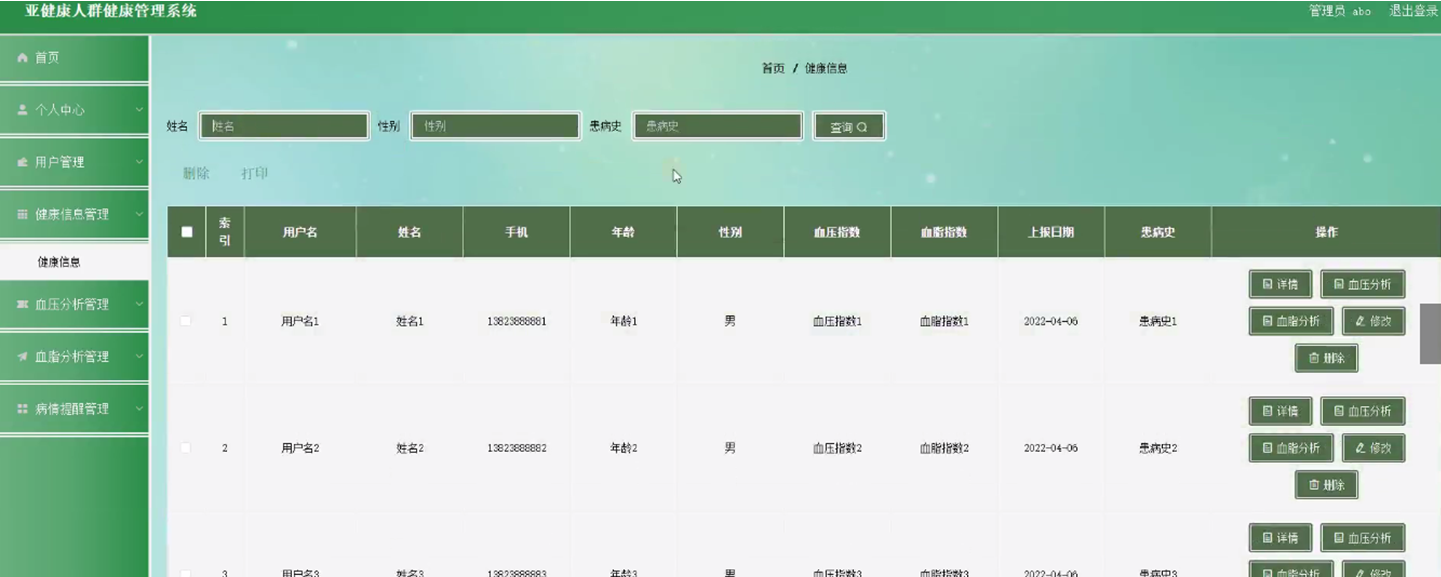 亚健康人群健康管理系统 管理员 abo 退出登录
首页
个人中心
用户管理
健康信息管理
健康信息
血压分析管理
血脂分析管理
病情提醒管理
首页 / 健康信息
姓名 姓名 性别 性别 患病史 患病史 查询
删除 打印
索引 用户名 姓名 手机 年龄 性别 血压指数 血脂指数 上报日期 患病史 操作
1 用户名1 姓名1 13823888881 年龄1 男 血压指数1 血脂指数1 2022-04-06 患病史1
详情 血压分析
血脂分析 修改
删除
2 用户名2 姓名2 13823888882 年龄2 男 血压指数2 血脂指数2 2022-04-06 患病史2
详情 血压分析
血脂分析 修改
删除
3 用户名3 姓名3 13823888883 年龄3 男 血压指数3 血脂指数3 2022-04-06 患病史3
详情 血压分析
血脂分析 修改